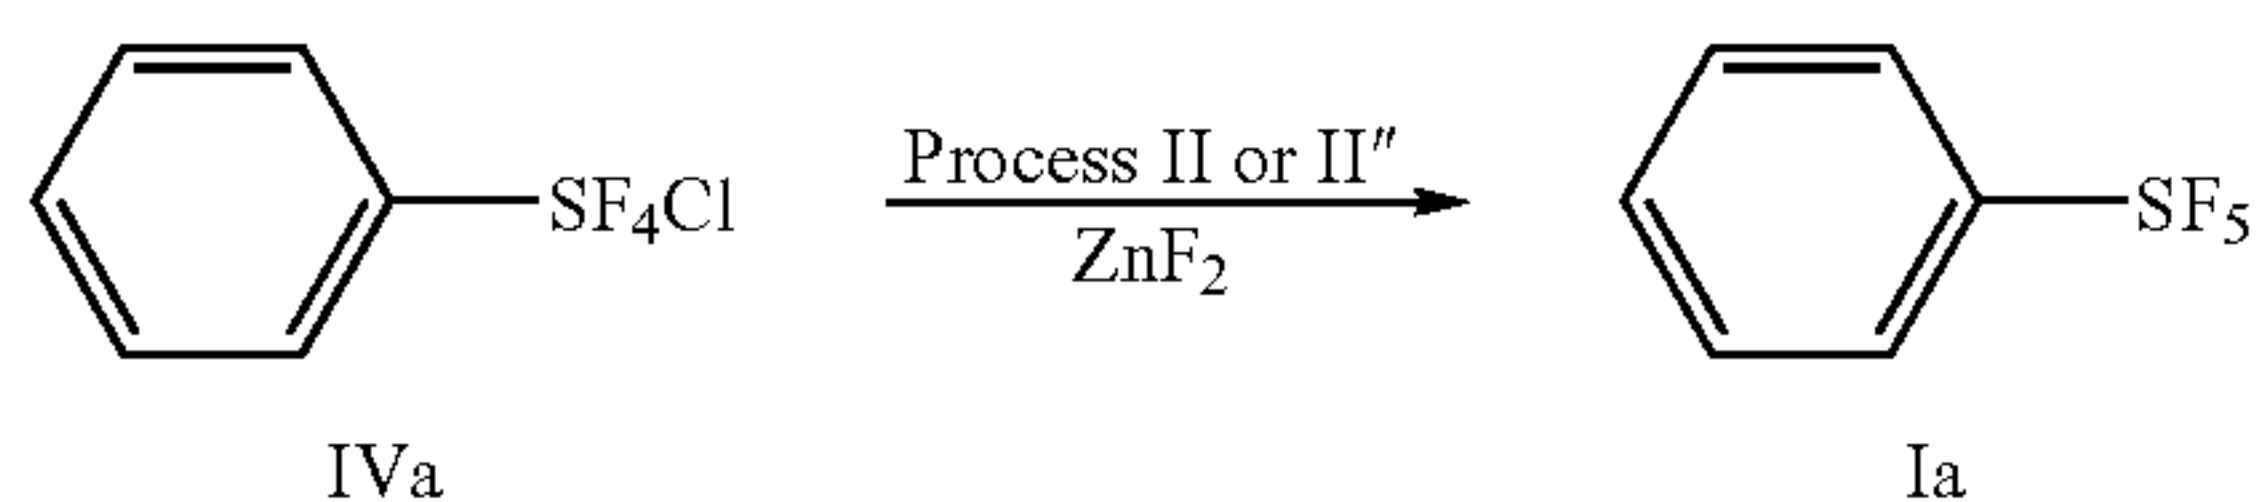 Process II or II″
SF₄Cl
SF₅
ZnF₂
IVa
Ia